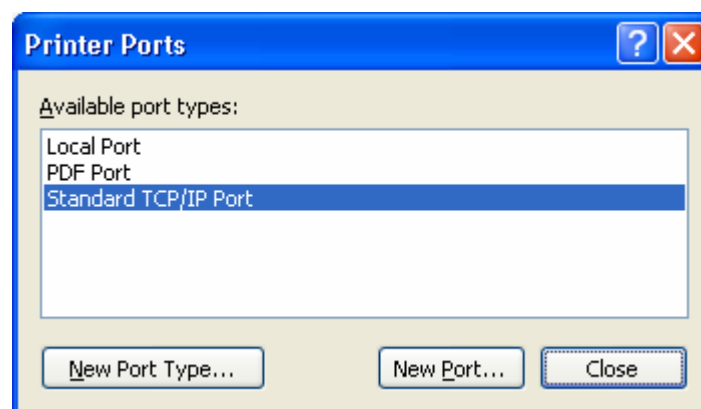 Printer Ports
?
Available port types:
Local Port
PDF Port
Standard TCP/IP Port
New Port Type... New Port... Close